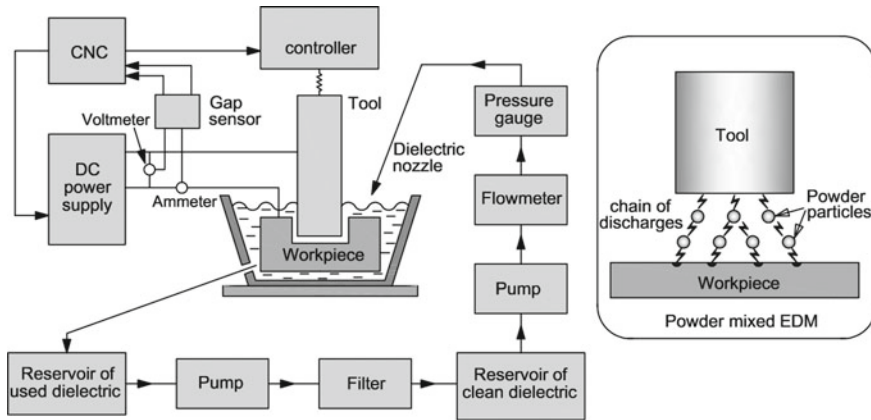 CNC
controller
Gap
sensor
Tool
Voltmeter
DC
power
supply
Ammeter
Dielectric
nozzle
Pressure
gauge
Flowmeter
Pump
Workpiece
Reservoir of
used dielectric
Pump
Filter
Reservoir of
clean dielectric
Tool
chain of
discharges
Powder
particles
Workpiece
Powder mixed EDM